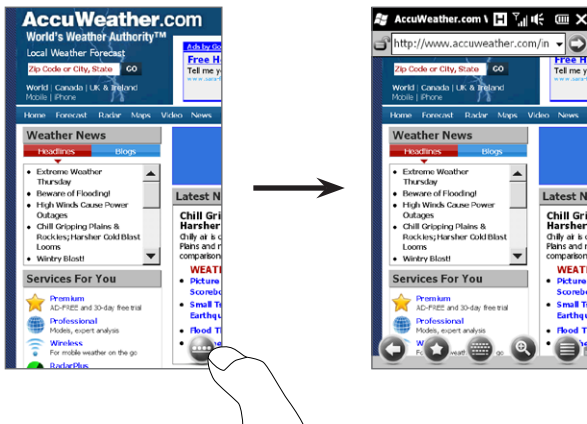 AccuWeather.com
World's Weather Authority™
Local Weather Forecast
Zip Code or City, State GO
World | Canada | UK & Ireland
Mobile | iPhone
Ads by Go
Free H
Tell me y
Home Forecast Radar Maps Video News
Weather News
Headlines Blogs
Extreme Weather
Thursday
Beware of Flooding!
High Winds Cause Power
Outages
Chill Gripping Plains &
Rockies; Harsher Cold Blast
Looms
Wintry Blast!
Services For You
Premium
AD-FREE and 30-day free trial
Professional
Models, expert analysis
Wireless
For mobile weather on the go
RadarPlus
Latest N
Chill Gri
Harsher
Chilly air is c
Plains and r
comparison
WEAT
Picture
Scoreb
Small T
Earthqu
Flood T
AccuWeather.com \ H
http://www.accuweather.com/in
Zip Code or City, State GO
World | Canada | UK & Ireland
Mobile | iPhone
Free H
Tell me y
Home Forecast Radar Maps Video News
Weather News
Headlines Blogs
Extreme Weather
Thursday
Beware of Flooding!
High Winds Cause Power
Outages
Chill Gripping Plains &
Rockies; Harsher Cold Blast
Looms
Wintry Blast!
Services For You
Premium
AD-FREE and 30-day free trial
Professional
Models, expert analysis
Latest N
Chill Gri
Harsher
Chilly air is c
Plains and r
comparison
WEAT
Picture
Scoreb
Small T
Earthqu
Flood T